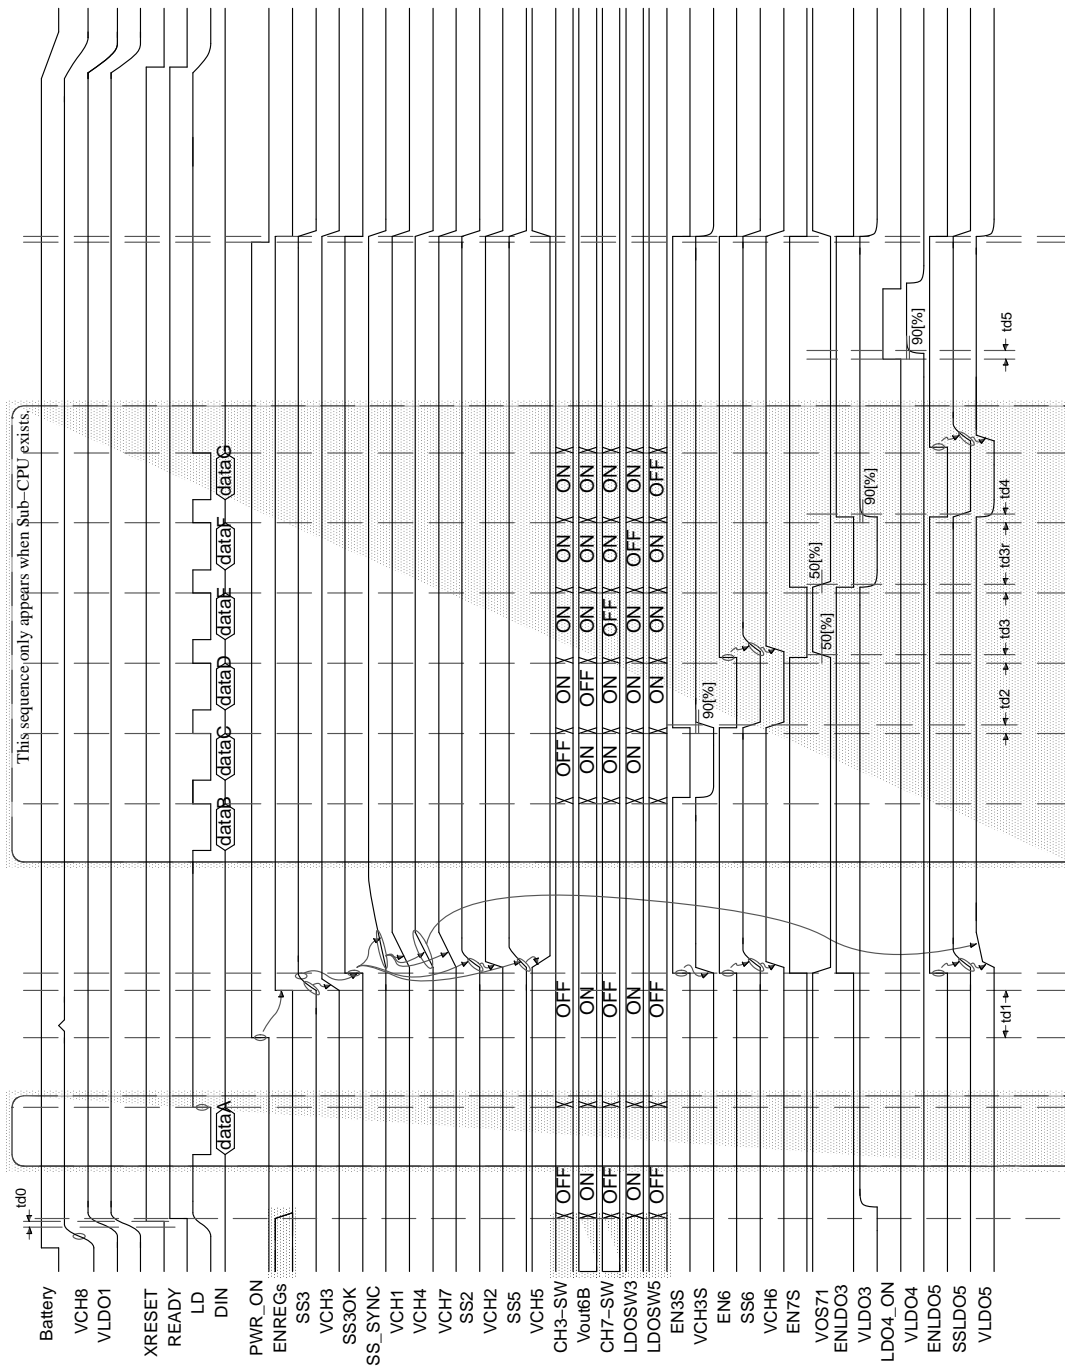 This sequence only appears when Sub−CPU exists.
td0
Battery
VCH8
VLDO1
XRESET
READY
LD
DIN dataA dataB dataC dataD dataE dataF dataG
PWR_ON
ENREGs
SS3
VCH3
SS3OK
SS_SYNC
VCH1
VCH4
VCH7
SS2
VCH2
SS5
VCH5
CH3−SW OFF OFF OFF ON ON ON ON
Vout6B ON ON ON OFF ON ON ON
CH7−SW OFF OFF ON ON OFF ON ON
LDOSW3 ON ON ON ON ON OFF ON
LDOSW5 OFF OFF ON ON ON OFF
EN3S
VCH3S 90[%]
EN6
SS6
VCH6
EN7S
VOS71 50[%] 50[%]
ENLDO3
VLDO3 90[%]
LDO4_ON
VLDO4 90[%]
ENLDO5
SSLDO5
VLDO5
td1 td2 td3 td3r td4 td5